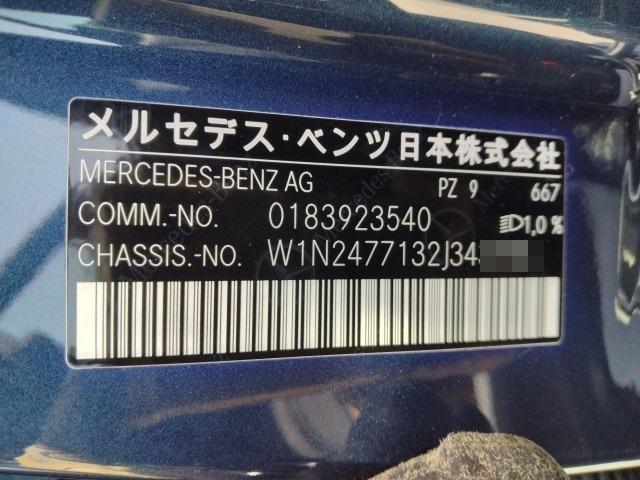 メルセデス・ベンツ日本株式会社
MERCEDES-BENZ AG PZ 9 667
COMM.-NO. 0183923540 1,0 %
CHASSIS.-NO. W1N2477132J34